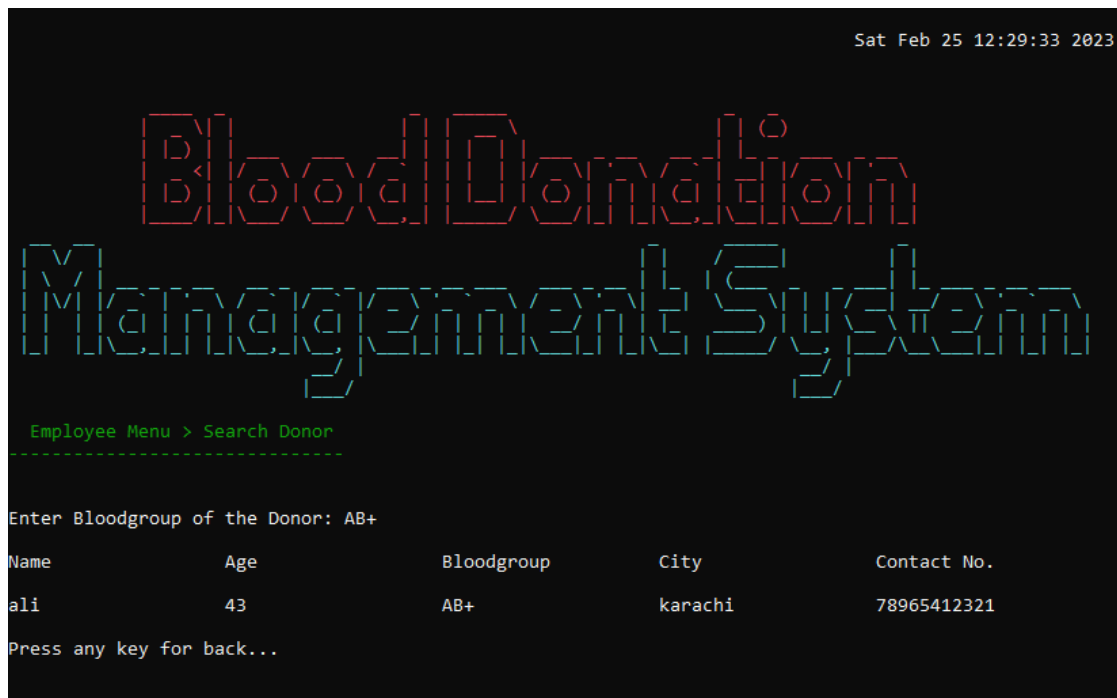 Sat Feb 25 12:29:33 2023
Blood Donation
Management System
Employee Menu > Search Donor
-------------------------------
Enter Bloodgroup of the Donor: AB+
Name Age Bloodgroup City Contact No.
ali 43 AB+ karachi 78965412321
Press any key for back...